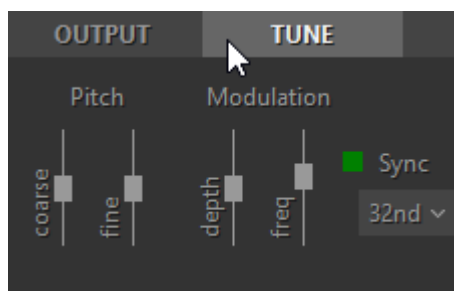 OUTPUT TUNE
Pitch Modulation
coarse fine depth freq Sync
32nd